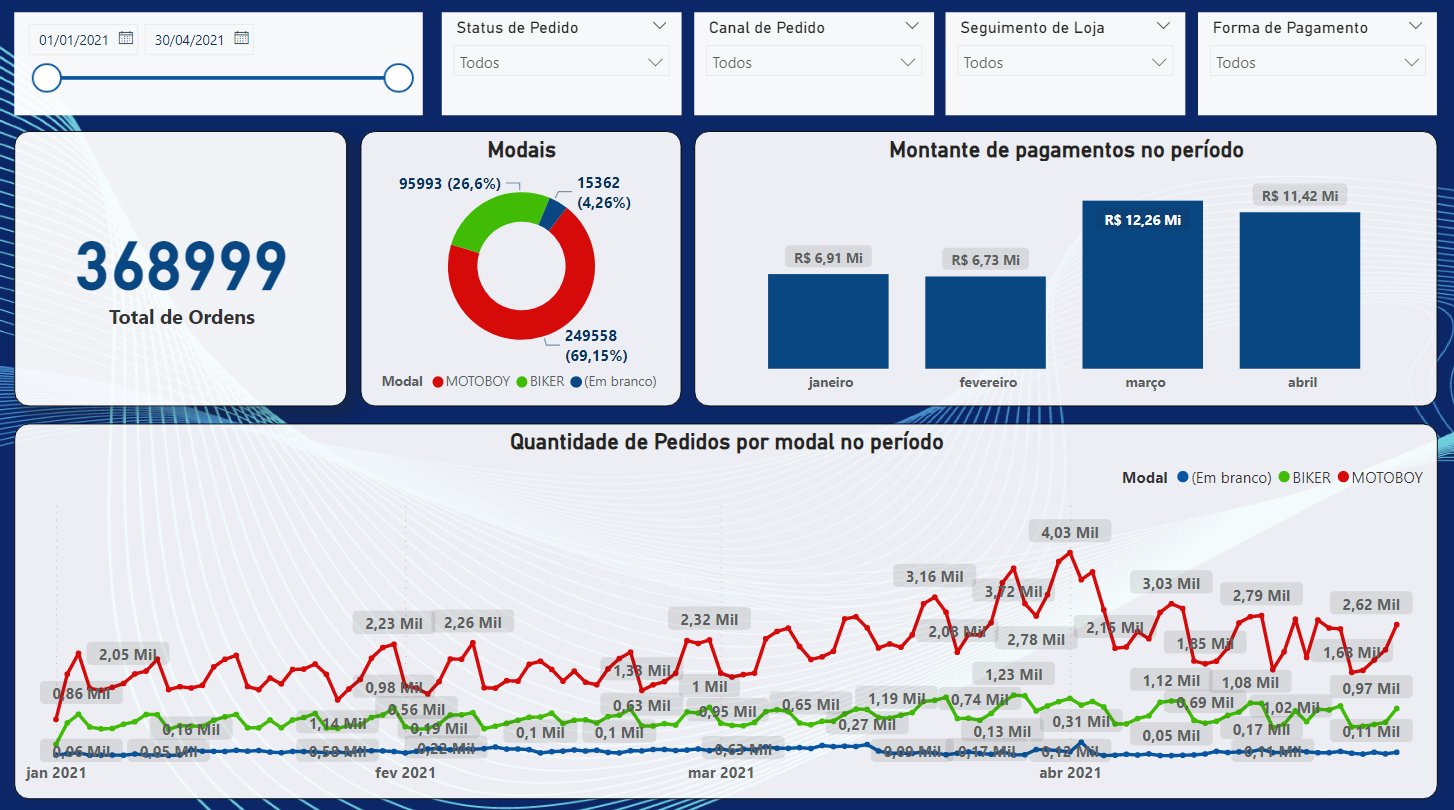 01/01/2021
30/04/2021
Status de Pedido
Todos
Canal de Pedido
Todos
Seguimento de Loja
Todos
Forma de Pagamento
Todos
368999
Total de Ordens
Modais
95993 (26,6%)
15362
(4,26%)
249558
(69,15%)
Modal MOTOBOY BIKER (Em branco)
Montante de pagamentos no período
R$ 6,91 Mi
R$ 6,73 Mi
R$ 12,26 Mi
R$ 11,42 Mi
janeiro
fevereiro
março
abril
Quantidade de Pedidos por modal no período
Modal (Em branco) BIKER MOTOBOY
4,03 Mil
3,16 Mil
3,72 Mil
3,03 Mil
2,79 Mil
2,62 Mil
2,23 Mil
2,26 Mil
2,32 Mil
2,08 Mil
2,78 Mil
2,15 Mil
1,85 Mil
1,68 Mil
2,05 Mil
1,38 Mil
1 Mil
1,23 Mil
1,12 Mil
1,08 Mil
0,97 Mil
0,86 Mil
0,98 Mil
0,56 Mil
0,63 Mil
0,95 Mil
0,65 Mil
1,19 Mil
0,74 Mil
0,69 Mil
1,02 Mil
0,16 Mil
1,14 Mil
0,19 Mil
0,1 Mil
0,1 Mil
0,27 Mil
0,13 Mil
0,31 Mil
0,05 Mil
0,17 Mil
0,11 Mil
0,06 Mil
0,05 Mil
0,58 Mil
0,22 Mil
0,63 Mil
0,09 Mil
0,17 Mil
0,12 Mil
0,11 Mil
jan 2021
fev 2021
mar 2021
abr 2021